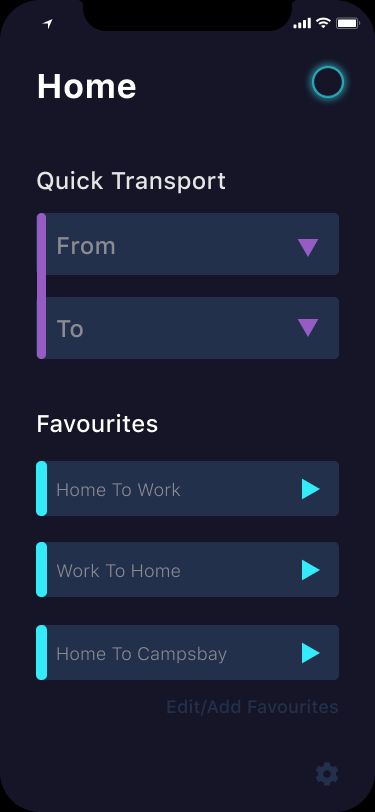 Home
Quick Transport
From
To
Favourites
Home To Work
Work To Home
Home To Campsbay
Edit/Add Favourites